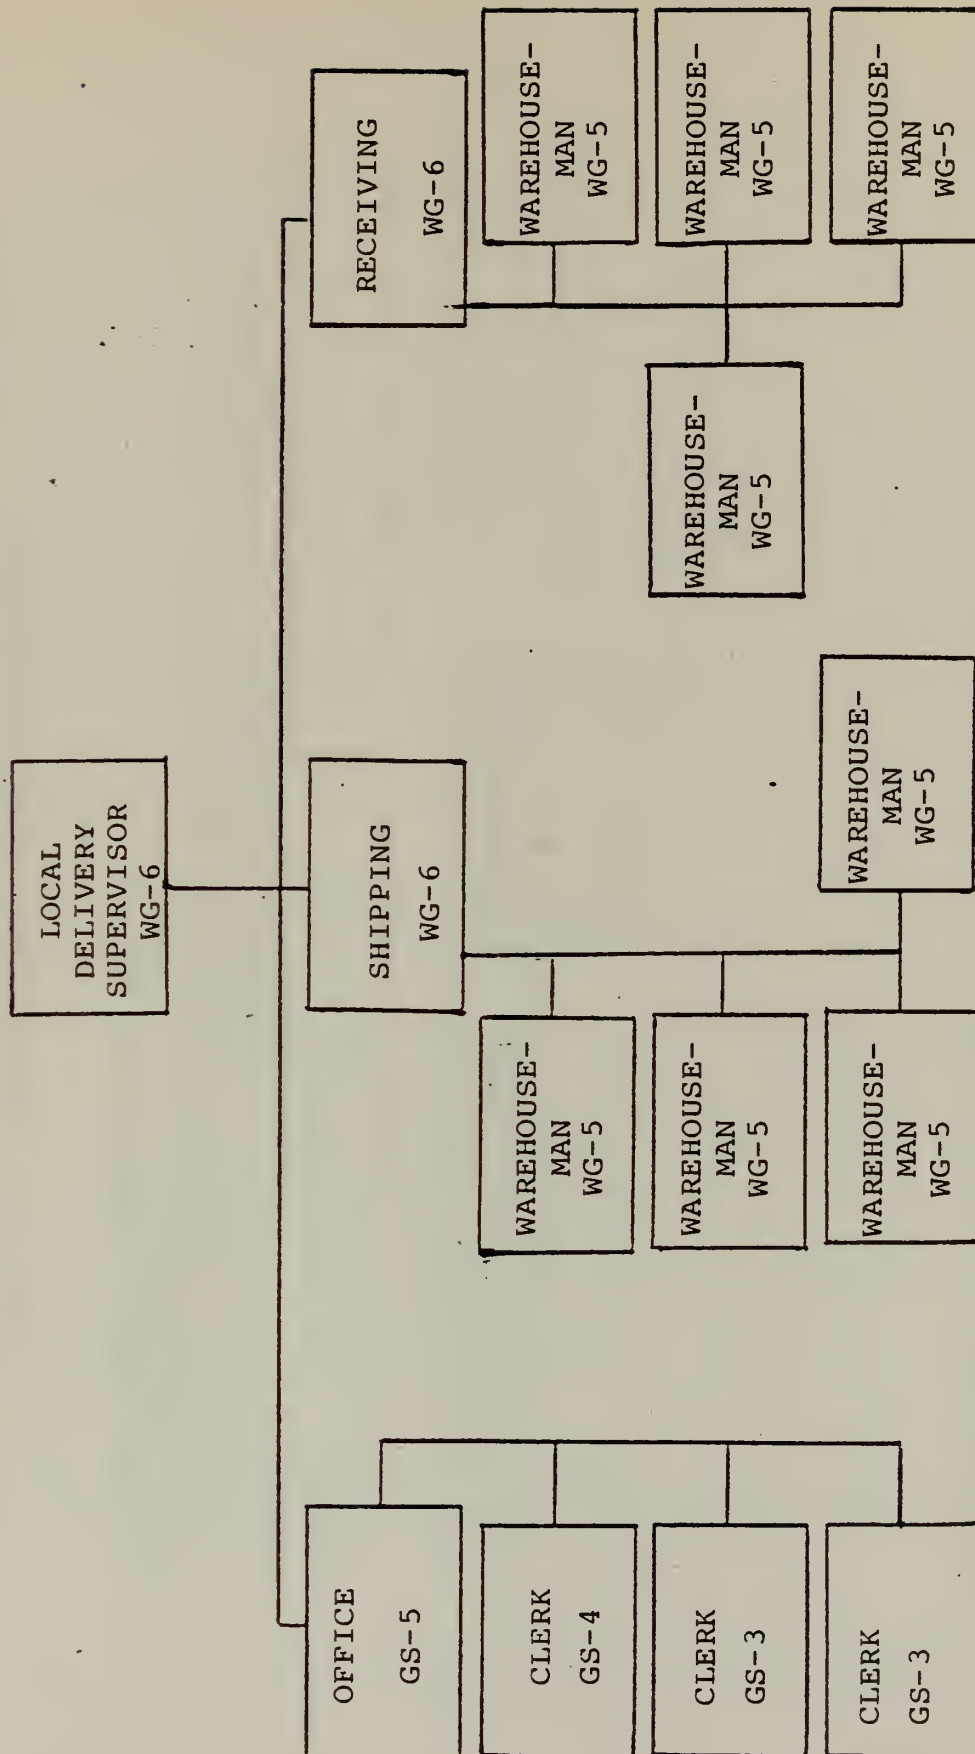 LOCAL
DELIVERY
SUPERVISOR
WG-6
OFFICE
GS-5
CLERK
GS-4
CLERK
GS-3
CLERK
GS-3
SHIPPING
WG-6
WAREHOUSE-
MAN
WG-5
WAREHOUSE-
MAN
WG-5
WAREHOUSE-
MAN
WG-5
WAREHOUSE-
MAN
WG-5
RECEIVING
WG-6
WAREHOUSE-
MAN
WG-5
WAREHOUSE-
MAN
WG-5
WAREHOUSE-
MAN
WG-5
WAREHOUSE-
MAN
WG-5